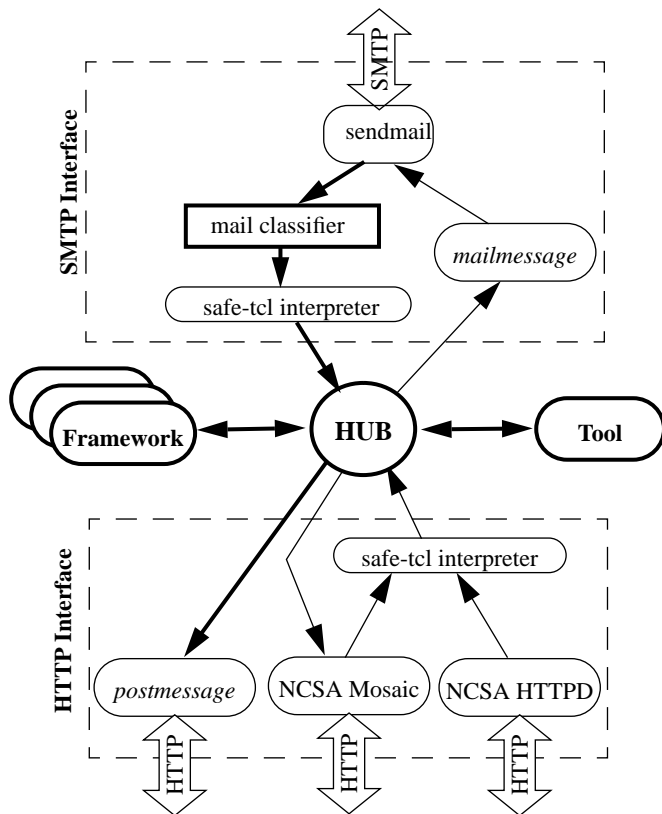 SMTP
sendmail
SMTP Interface
mail classifier
mailmessage
safe-tcl interpreter
Framework
HUB
Tool
safe-tcl interpreter
HTTP Interface
postmessage
NCSA Mosaic
NCSA HTTPD
HTTP
HTTP
HTTP